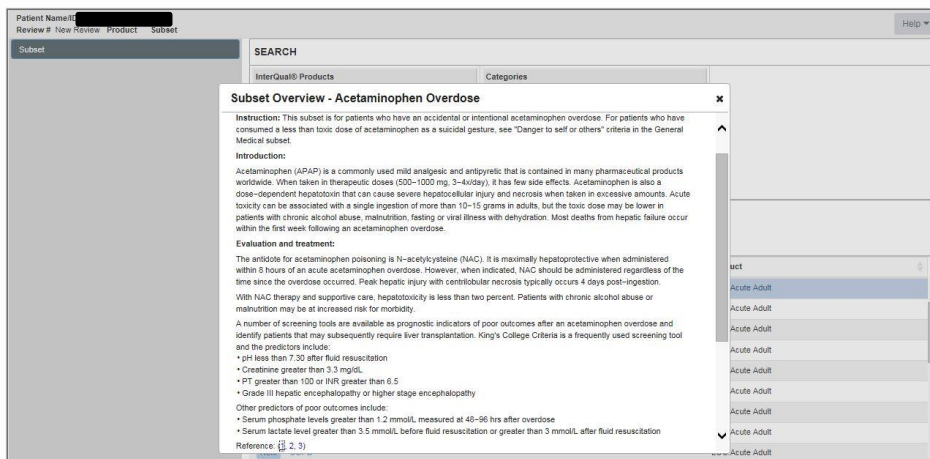 Patient Name/ID
Review # New Review Product Subset
Help
Subset
SEARCH
InterQual® Products Categories
Subset Overview - Acetaminophen Overdose
Instruction: This subset is for patients who have an accidental or intentional acetaminophen overdose. For patients who have
consumed a less than toxic dose of acetaminophen as a suicidal gesture, see "Danger to self or others" criteria in the General
Medical subset.
Introduction:
Acetaminophen (APAP) is a commonly used mild analgesic and antipyretic that is contained in many pharmaceutical products
worldwide. When taken in therapeutic doses (500-1000 mg, 3-4x/day), it has few side effects. Acetaminophen is also a
dose-dependent hepatotoxin that can cause severe hepatocellular injury and necrosis when taken in excessive amounts. Acute
toxicity can be associated with a single ingestion of more than 10-15 grams in adults, but the toxic dose may be lower in
patients with chronic alcohol abuse, malnutrition, fasting or viral illness with dehydration. Most deaths from hepatic failure occur
within the first week following an acetaminophen overdose.
Evaluation and treatment:
The antidote for acetaminophen poisoning is N-acetylcysteine (NAC). It is maximally hepatoprotective when administered
within 8 hours of an acute acetaminophen overdose. However, when indicated, NAC should be administered regardless of the
time since the overdose occurred. Peak hepatic injury with centrilobular necrosis typically occurs 4 days post-ingestion.
With NAC therapy and supportive care, hepatotoxicity is less than two percent. Patients with chronic alcohol abuse or
malnutrition may be at increased risk for morbidity.
A number of screening tools are available as prognostic indicators of poor outcomes after an acetaminophen overdose and
identify patients that may subsequently require liver transplantation. King's College Criteria is a frequently used screening tool
and the predictors include:
• pH less than 7.30 after fluid resuscitation
• Creatinine greater than 3.3 mg/dL
• PT greater than 100 or INR greater than 6.5
• Grade III hepatic encephalopathy or higher stage encephalopathy
Other predictors of poor outcomes include:
• Serum phosphate levels greater than 1.2 mmol/L measured at 48-96 hrs after overdose
• Serum lactate level greater than 3.5 mmol/L before fluid resuscitation or greater than 3 mmol/L after fluid resuscitation
Reference: (1, 2, 3)
uct
Acute Adult
Acute Adult
Acute Adult
Acute Adult
Acute Adult
Acute Adult
Acute Adult
Acute Adult
Acute Adult